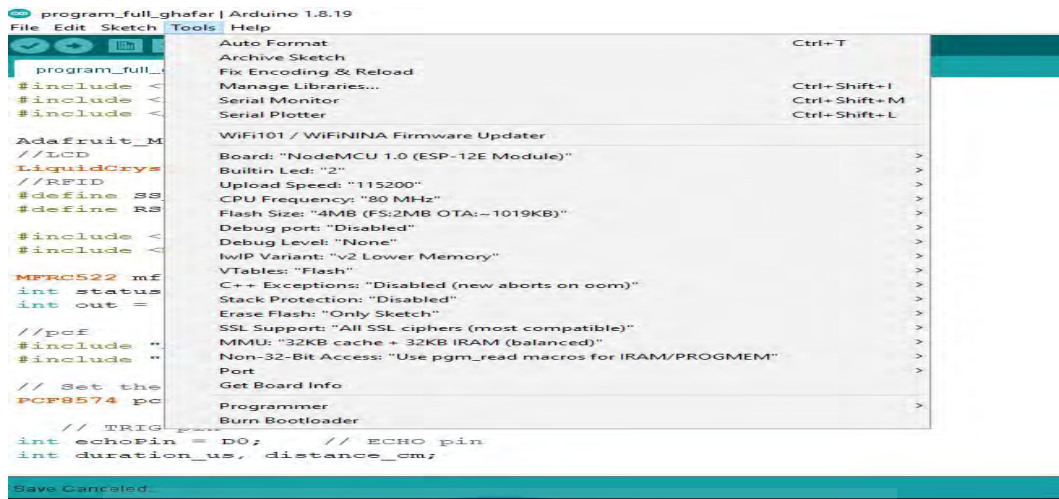 program_full_ghafar | Arduino 1.8.19
File Edit Sketch Tools Help
program_full_
Auto Format Ctrl+T
Archive Sketch
Fix Encoding & Reload
Manage Libraries... Ctrl+Shift+I
Serial Monitor Ctrl+Shift+M
Serial Plotter Ctrl+Shift+L
WiFi101 / WiFiNINA Firmware Updater
Board: "NodeMCU 1.0 (ESP-12E Module)" >
Builtin Led: "2" >
Upload Speed: "115200" >
CPU Frequency: "80 MHz" >
Flash Size: "4MB (FS:2MB OTA:~1019KB)" >
Debug port: "Disabled" >
Debug Level: "None" >
lwIP Variant: "v2 Lower Memory" >
VTables: "Flash" >
C++ Exceptions: "Disabled (new aborts on oom)" >
Stack Protection: "Disabled" >
Erase Flash: "Only Sketch" >
SSL Support: "All SSL ciphers (most compatible)" >
MMU: "32KB cache + 32KB IRAM (balanced)" >
Non-32-Bit Access: "Use pgm_read macros for IRAM/PROGMEM" >
Port >
Get Board Info
Programmer >
Burn Bootloader
#include <
#include <
#include <
Adafruit_M
//LCD
LiquidCrys
//RFID
#define SS
#define RS
#include <
#include <
MFRC522 mf
int status
int out =
//pcf
#include "
#include "
// Set the
PCF8574 pc
// TRIG pin
int echoPin = D0; // ECHO pin
int duration_us, distance_cm;
Save Canceled.